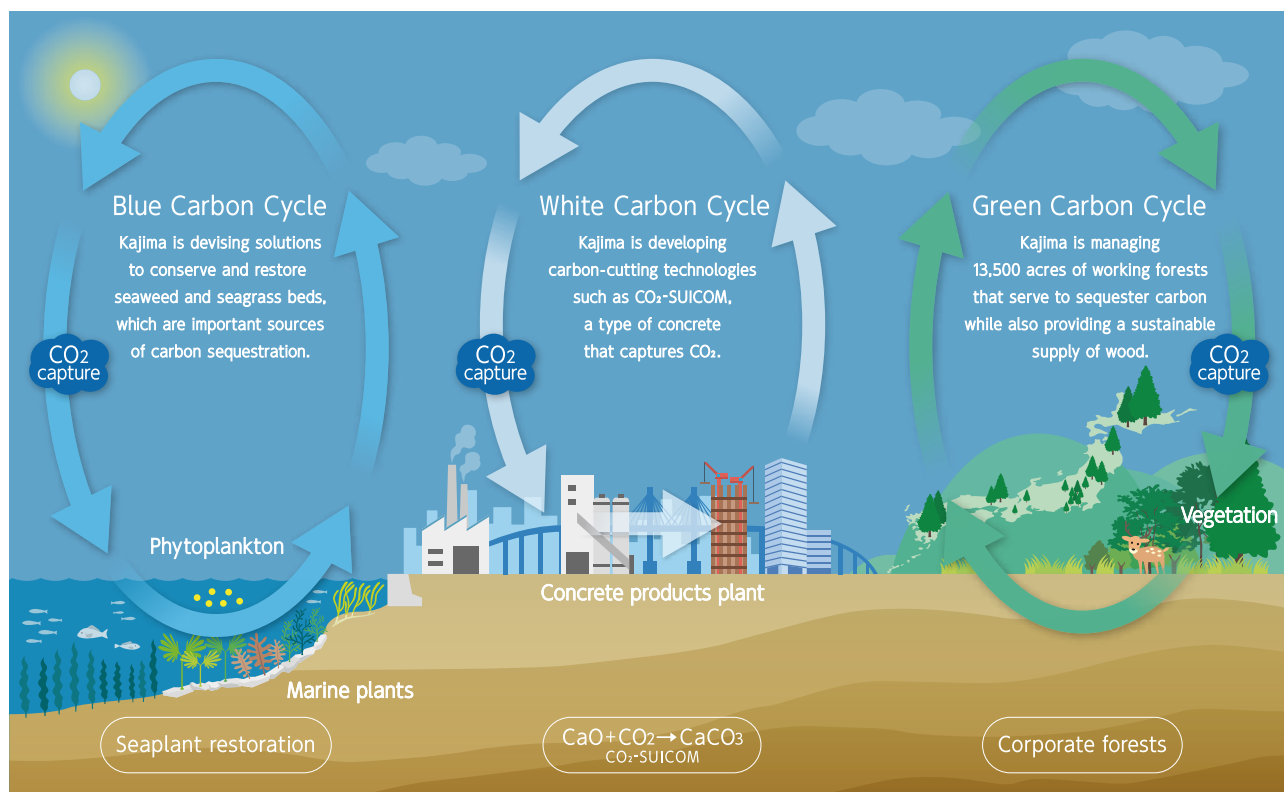 Blue Carbon Cycle
Kajima is devising solutions
to conserve and restore
seaweed and seagrass beds,
which are important sources
of carbon sequestration.
CO₂
capture
Phytoplankton
Marine plants
Seaplant restoration
White Carbon Cycle
Kajima is developing
carbon-cutting technologies
such as CO₂-SUICOM,
a type of concrete
that captures CO₂.
CO₂
capture
Concrete products plant
CaO+CO₂→CaCO₃
CO₂-SUICOM
Green Carbon Cycle
Kajima is managing
13,500 acres of working forests
that serve to sequester carbon
while also providing a sustainable
supply of wood.
CO₂
capture
Vegetation
Corporate forests